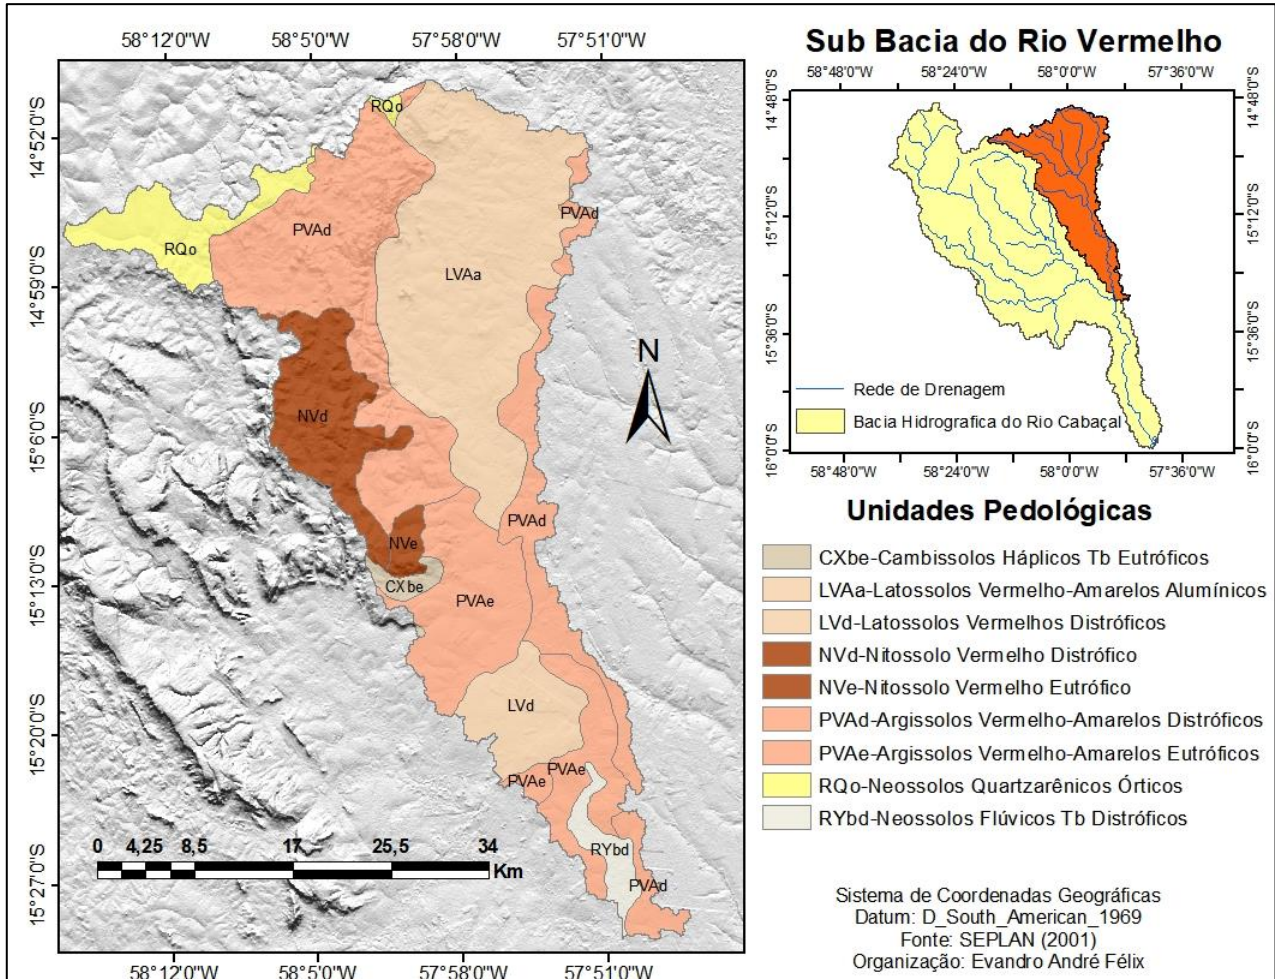 58°12'0"W 58°5'0"W 57°58'0"W 57°51'0"W
14°52'0"S
14°59'0"S
15°6'0"S
15°13'0"S
15°20'0"S
15°27'0"S
RQo
PVAd
RQo
PVAd
LVAa
N
NVd
PVAd
NVe
CXbe
PVAe
LVd
PVAe
PVAe
RYbd
PVAd
0 4,25 8,5 17 25,5 34
Km
58°12'0"W 58°5'0"W 57°58'0"W 57°51'0"W
Sub Bacia do Rio Vermelho
58°48'0"W 58°24'0"W 58°0'0"W 57°36'0"W
14°48'0"S
15°12'0"S
15°36'0"S
16°0'0"S
14°48'0"S
15°12'0"S
15°36'0"S
16°0'0"S
Rede de Drenagem
Bacia Hidrografica do Rio Cabaçal
58°48'0"W 58°24'0"W 58°0'0"W 57°36'0"W
Unidades Pedológicas
CXbe-Cambissolos Háplicos Tb Eutróficos
LVAa-Latossolos Vermelho-Amarelos Alumínicos
LVd-Latossolos Vermelhos Distróficos
NVd-Nitossolo Vermelho Distrófico
NVe-Nitossolo Vermelho Eutrófico
PVAd-Argissolos Vermelho-Amarelos Distróficos
PVAe-Argissolos Vermelho-Amarelos Eutróficos
RQo-Neossolos Quartzarênicos Órticos
RYbd-Neossolos Flúvicos Tb Distróficos
Sistema de Coordenadas Geográficas
Datum: D_South_American_1969
Fonte: SEPLAN (2001)
Organização: Evandro André Félix